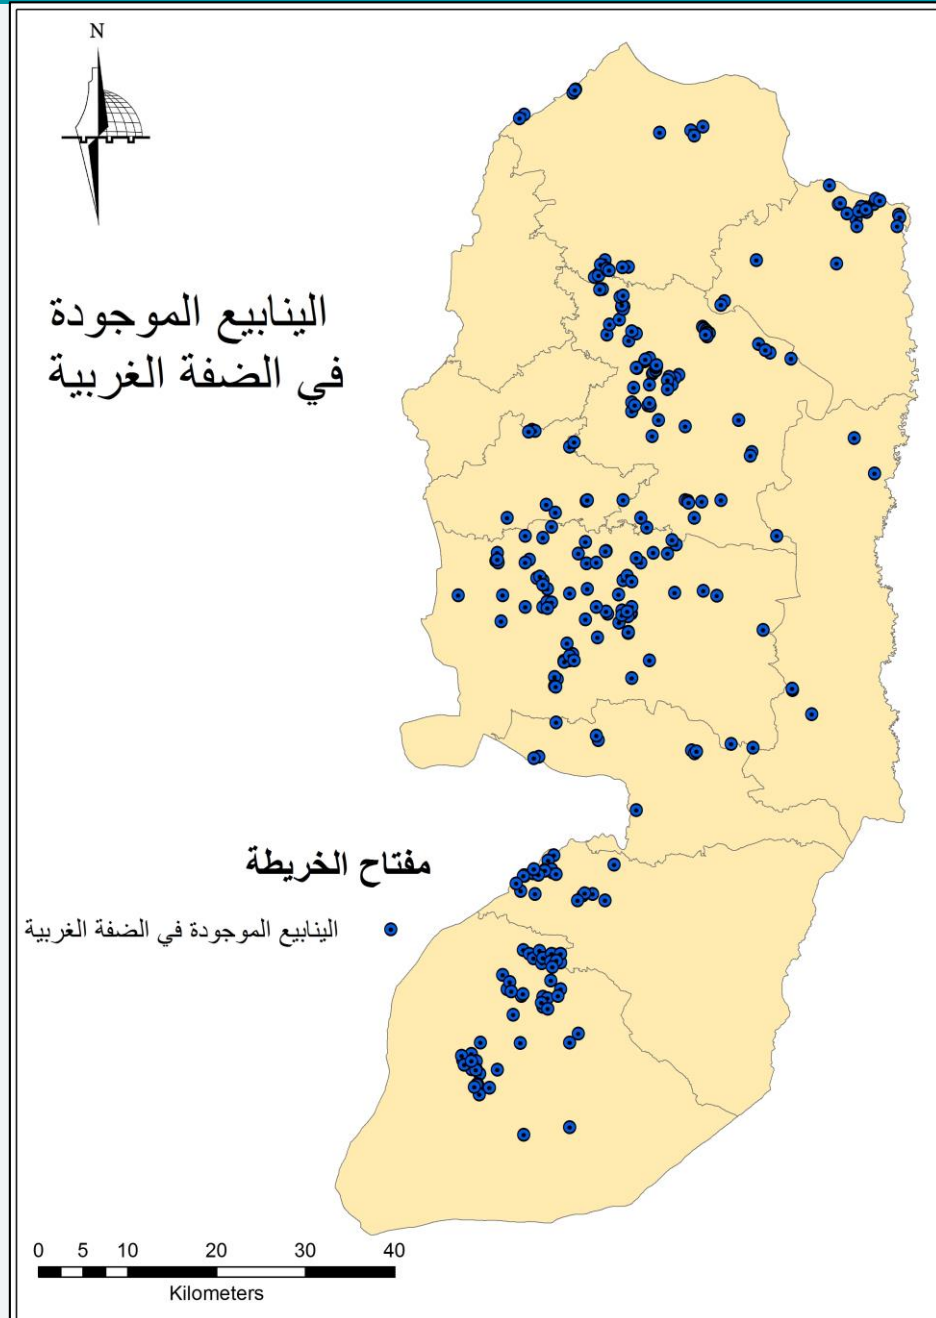 N
الينابيع الموجودة
في الضفة الغربية
مفتاح الخريطة
الينابيع الموجودة في الضفة الغربية
0 5 10 20 30 40
Kilometers